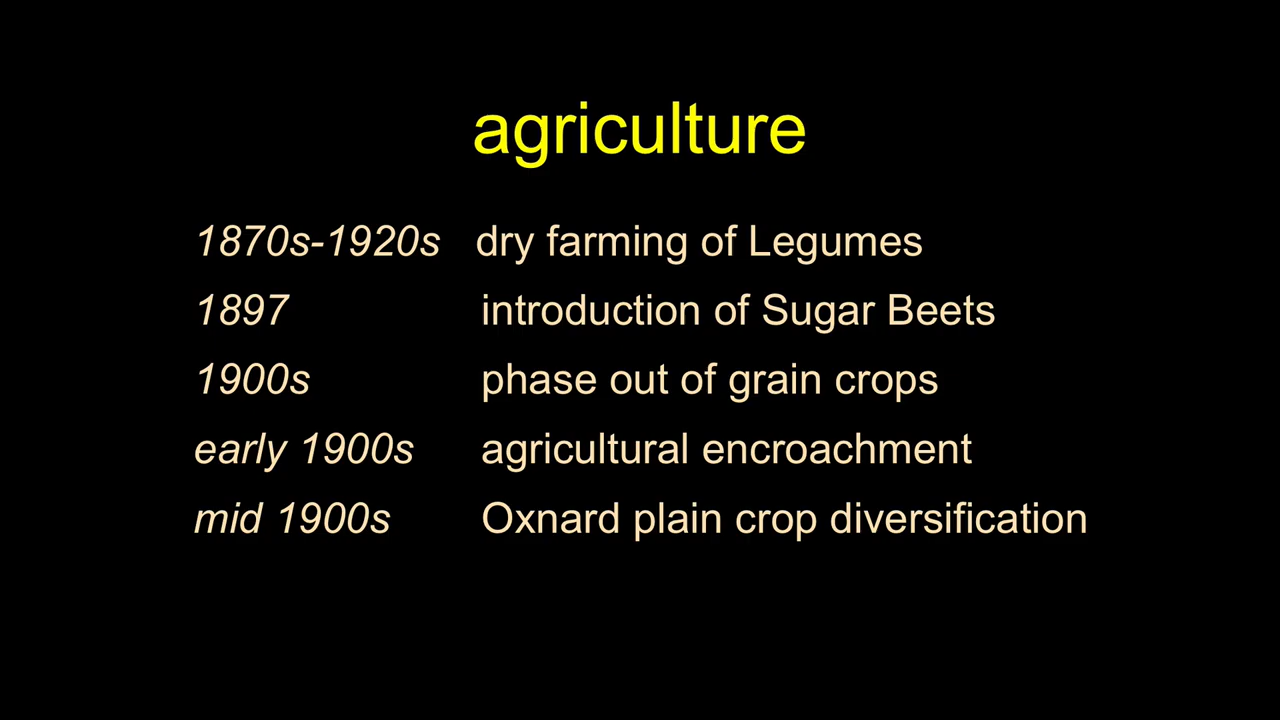 agriculture
1870s-1920s dry farming of Legumes
1897 introduction of Sugar Beets
1900s phase out of grain crops
early 1900s agricultural encroachment
mid 1900s Oxnard plain crop diversification